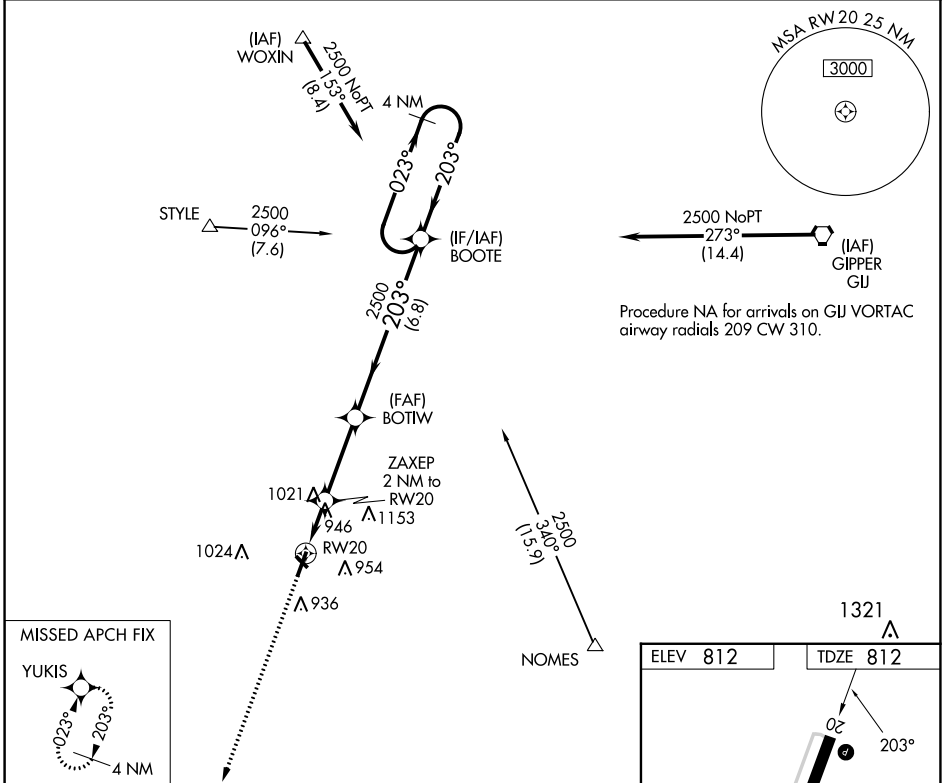 (IAF)
WOXIN
2500 NoPT
153°
(8.4)
4 NM
023°
203°
MSA RW20 25 NM
3000
STYLE
2500
096°
(7.6)
(IF/IAF)
BOOTE
2500 NoPT
273°
(14.4)
(IAF)
GIPPER
GIJ
Procedure NA for arrivals on GIJ VORTAC
airway radials 209 CW 310.
2500
203°
(6.8)
(FAF)
BOTIW
ZAXEP
2 NM to
RW20
1021
946
1153
1024
RW20
954
936
2500
340°
(15.9)
NOMES
1321
MISSED APCH FIX
YUKIS
023°
203°
4 NM
ELEV 812
TDZE 812
20
P
203°